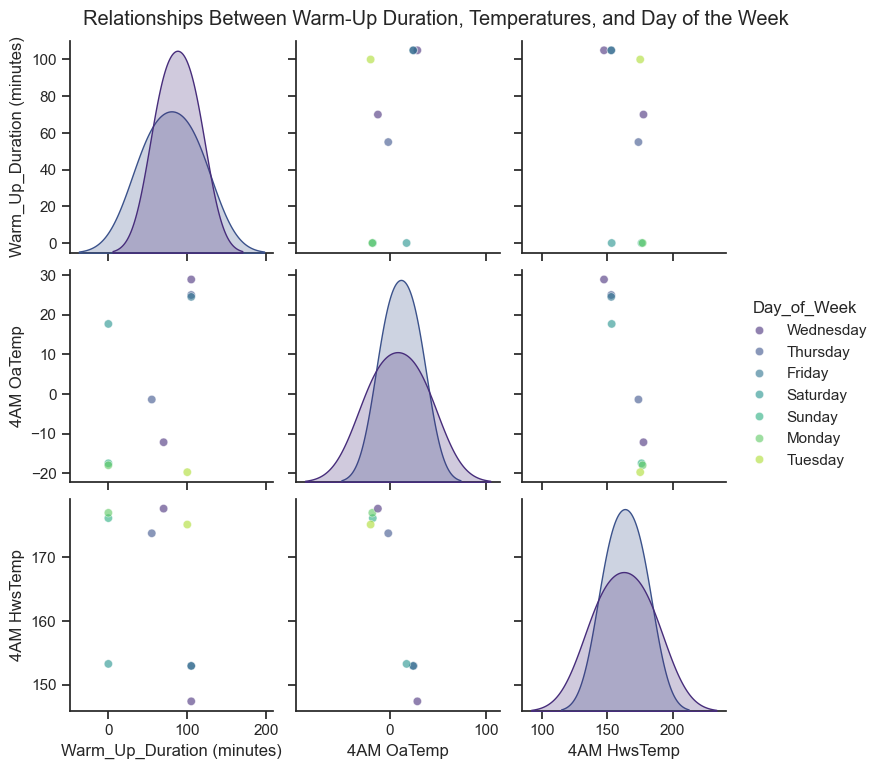 Relationships Between Warm-Up Duration, Temperatures, and Day of the Week
Warm_Up_Duration (minutes)
100
80
60
40
20
0
4AM OaTemp
30
20
10
0
−10
−20
4AM HwsTemp
170
160
150
0
100
200
Warm_Up_Duration (minutes)
0
100
4AM OaTemp
100
150
200
4AM HwsTemp
Day_of_Week
Wednesday
Thursday
Friday
Saturday
Sunday
Monday
Tuesday